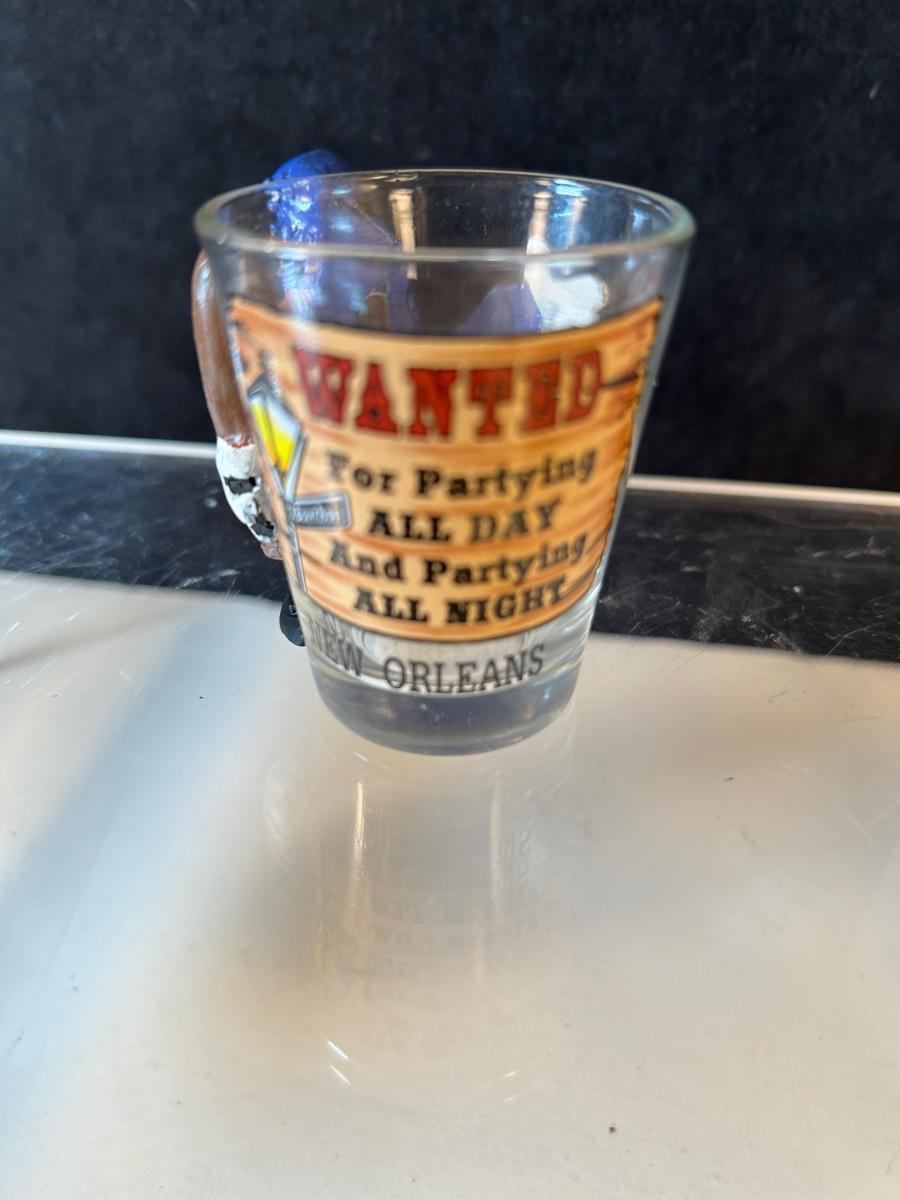 WANTED
For Partying
ALL DAY
And Partying
ALL NIGHT
NEW ORLEANS